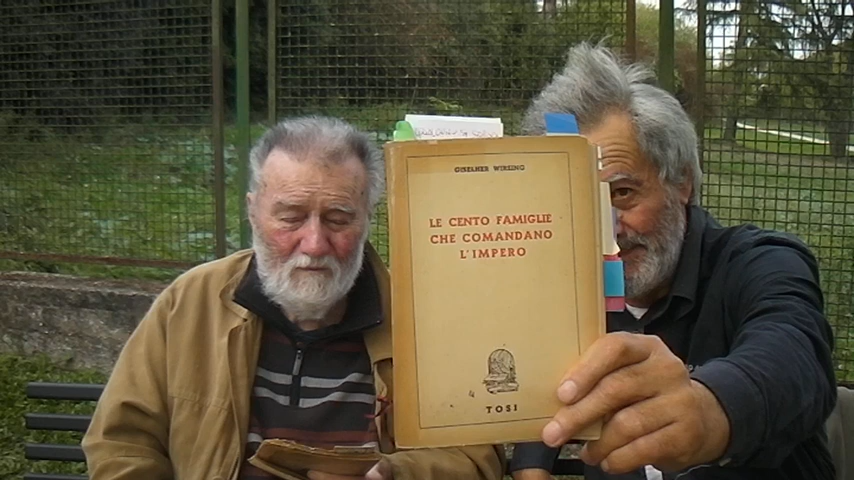 GISELHER WIRSING
LE CENTO FAMIGLIE
CHE COMANDANO
L'IMPERO
TOSI